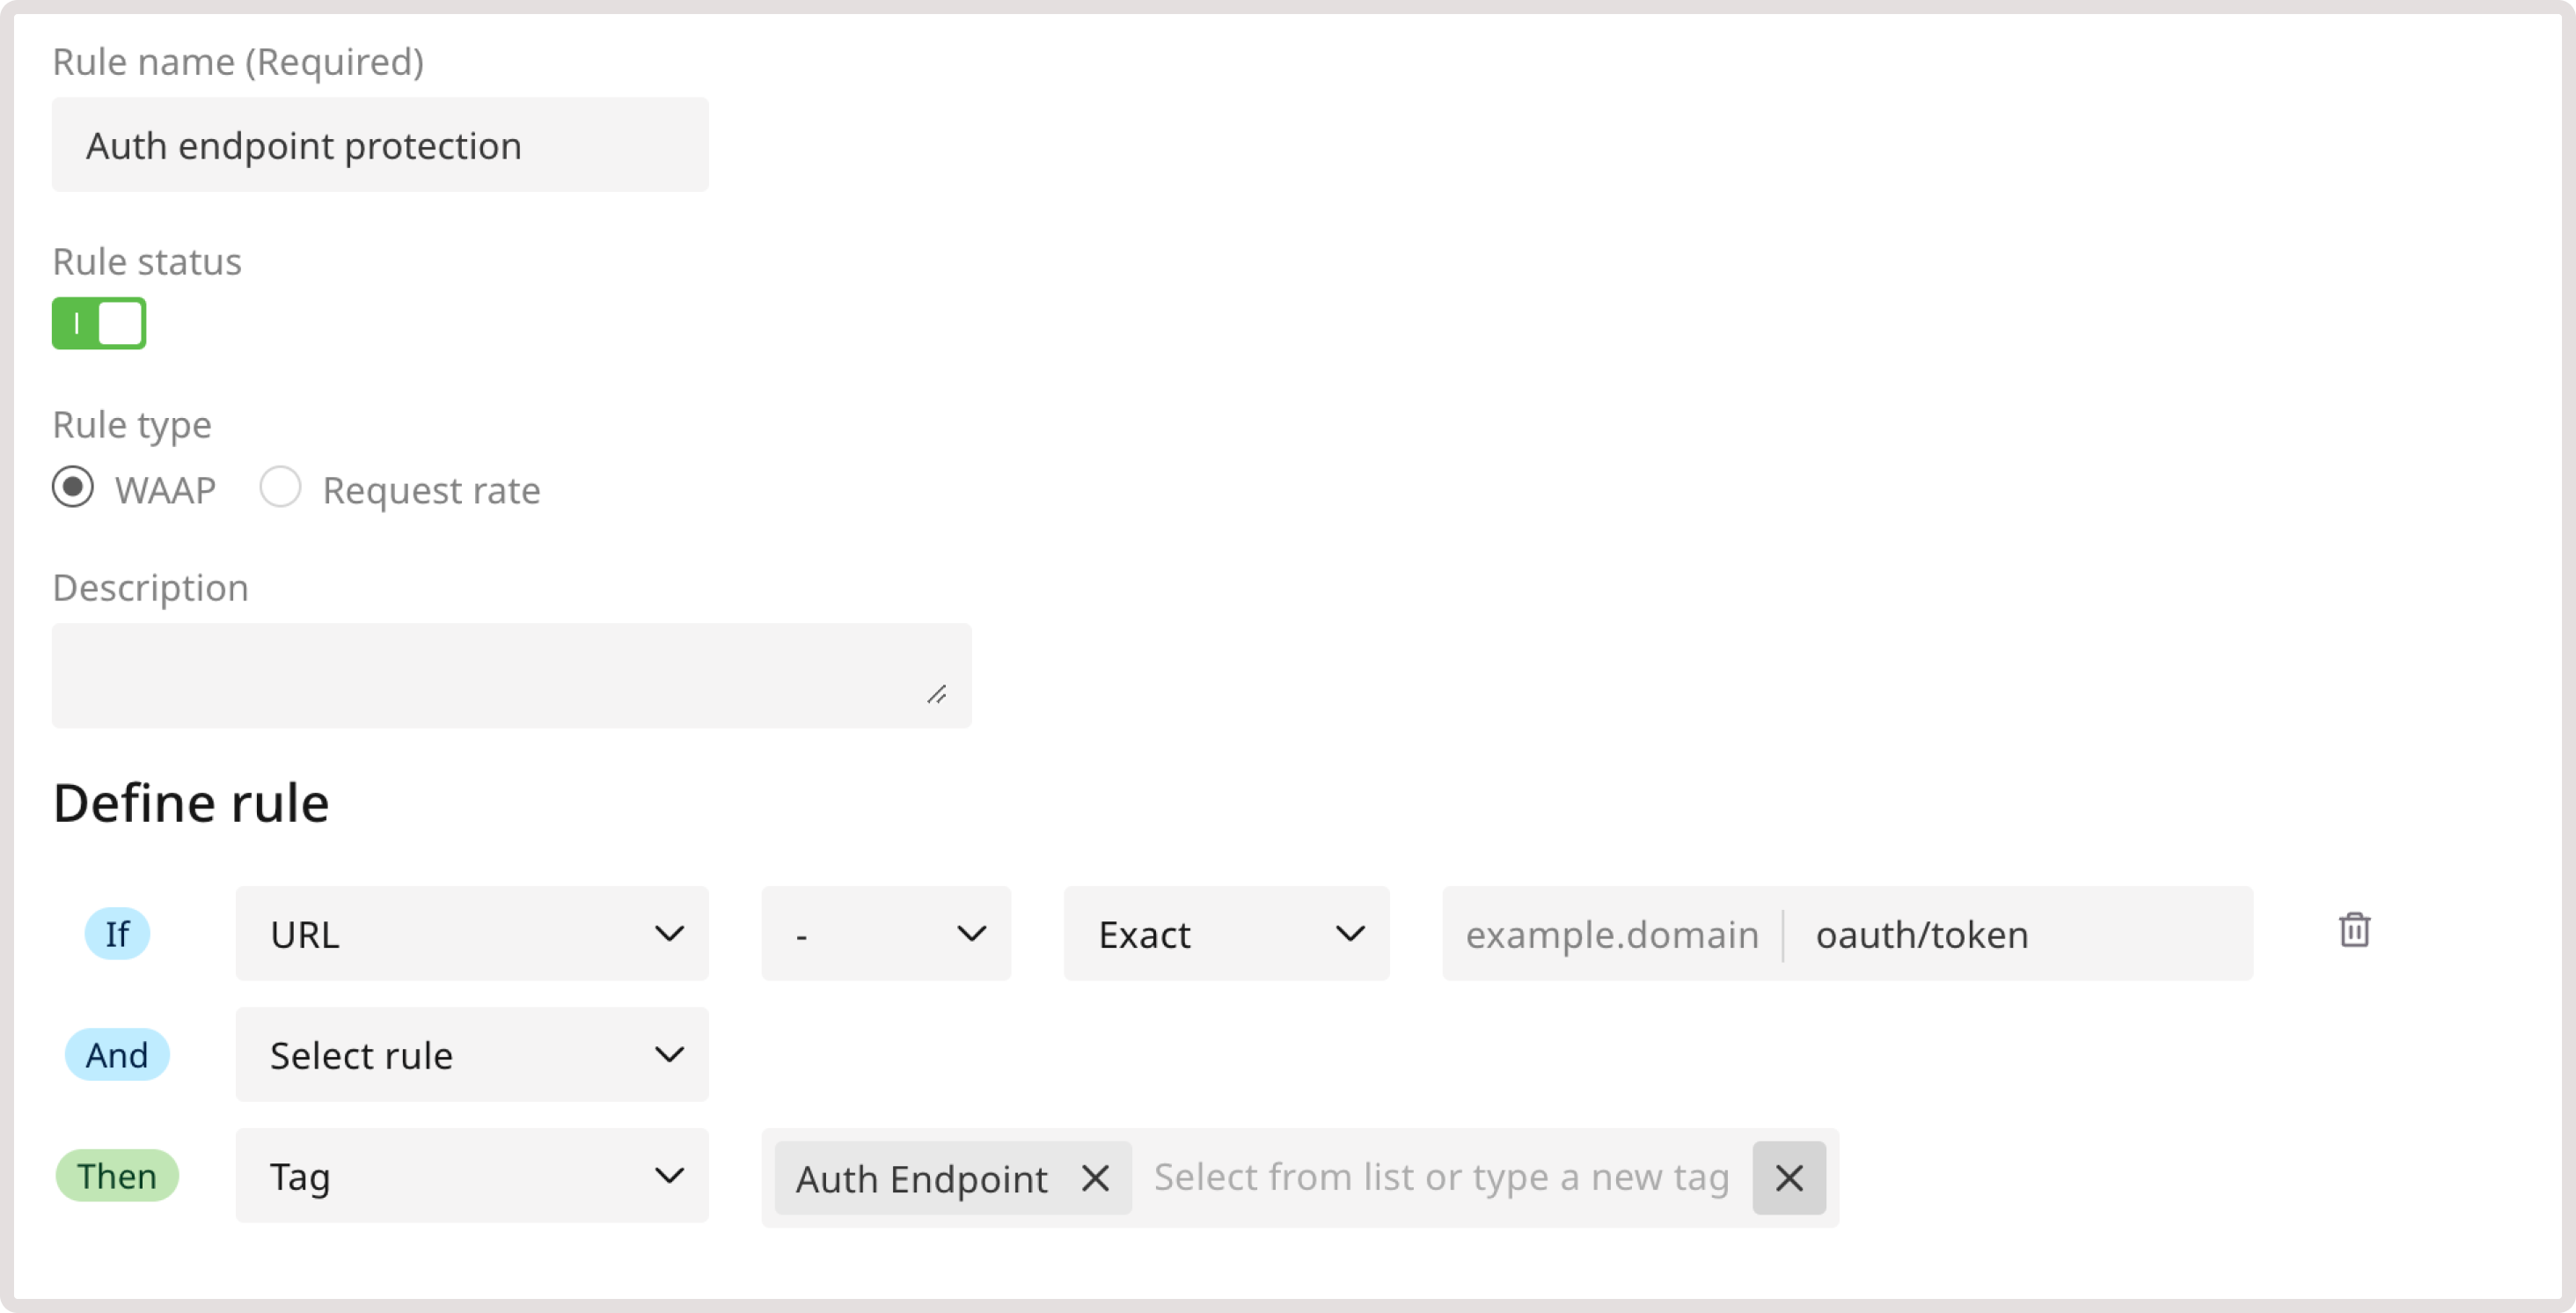 Rule name (Required)
Auth endpoint protection
Rule status
Rule type
WAAP Request rate
Description
Define rule
If URL - Exact example.domain oauth/token
And Select rule
Then Tag Auth Endpoint Select from list or type a new tag